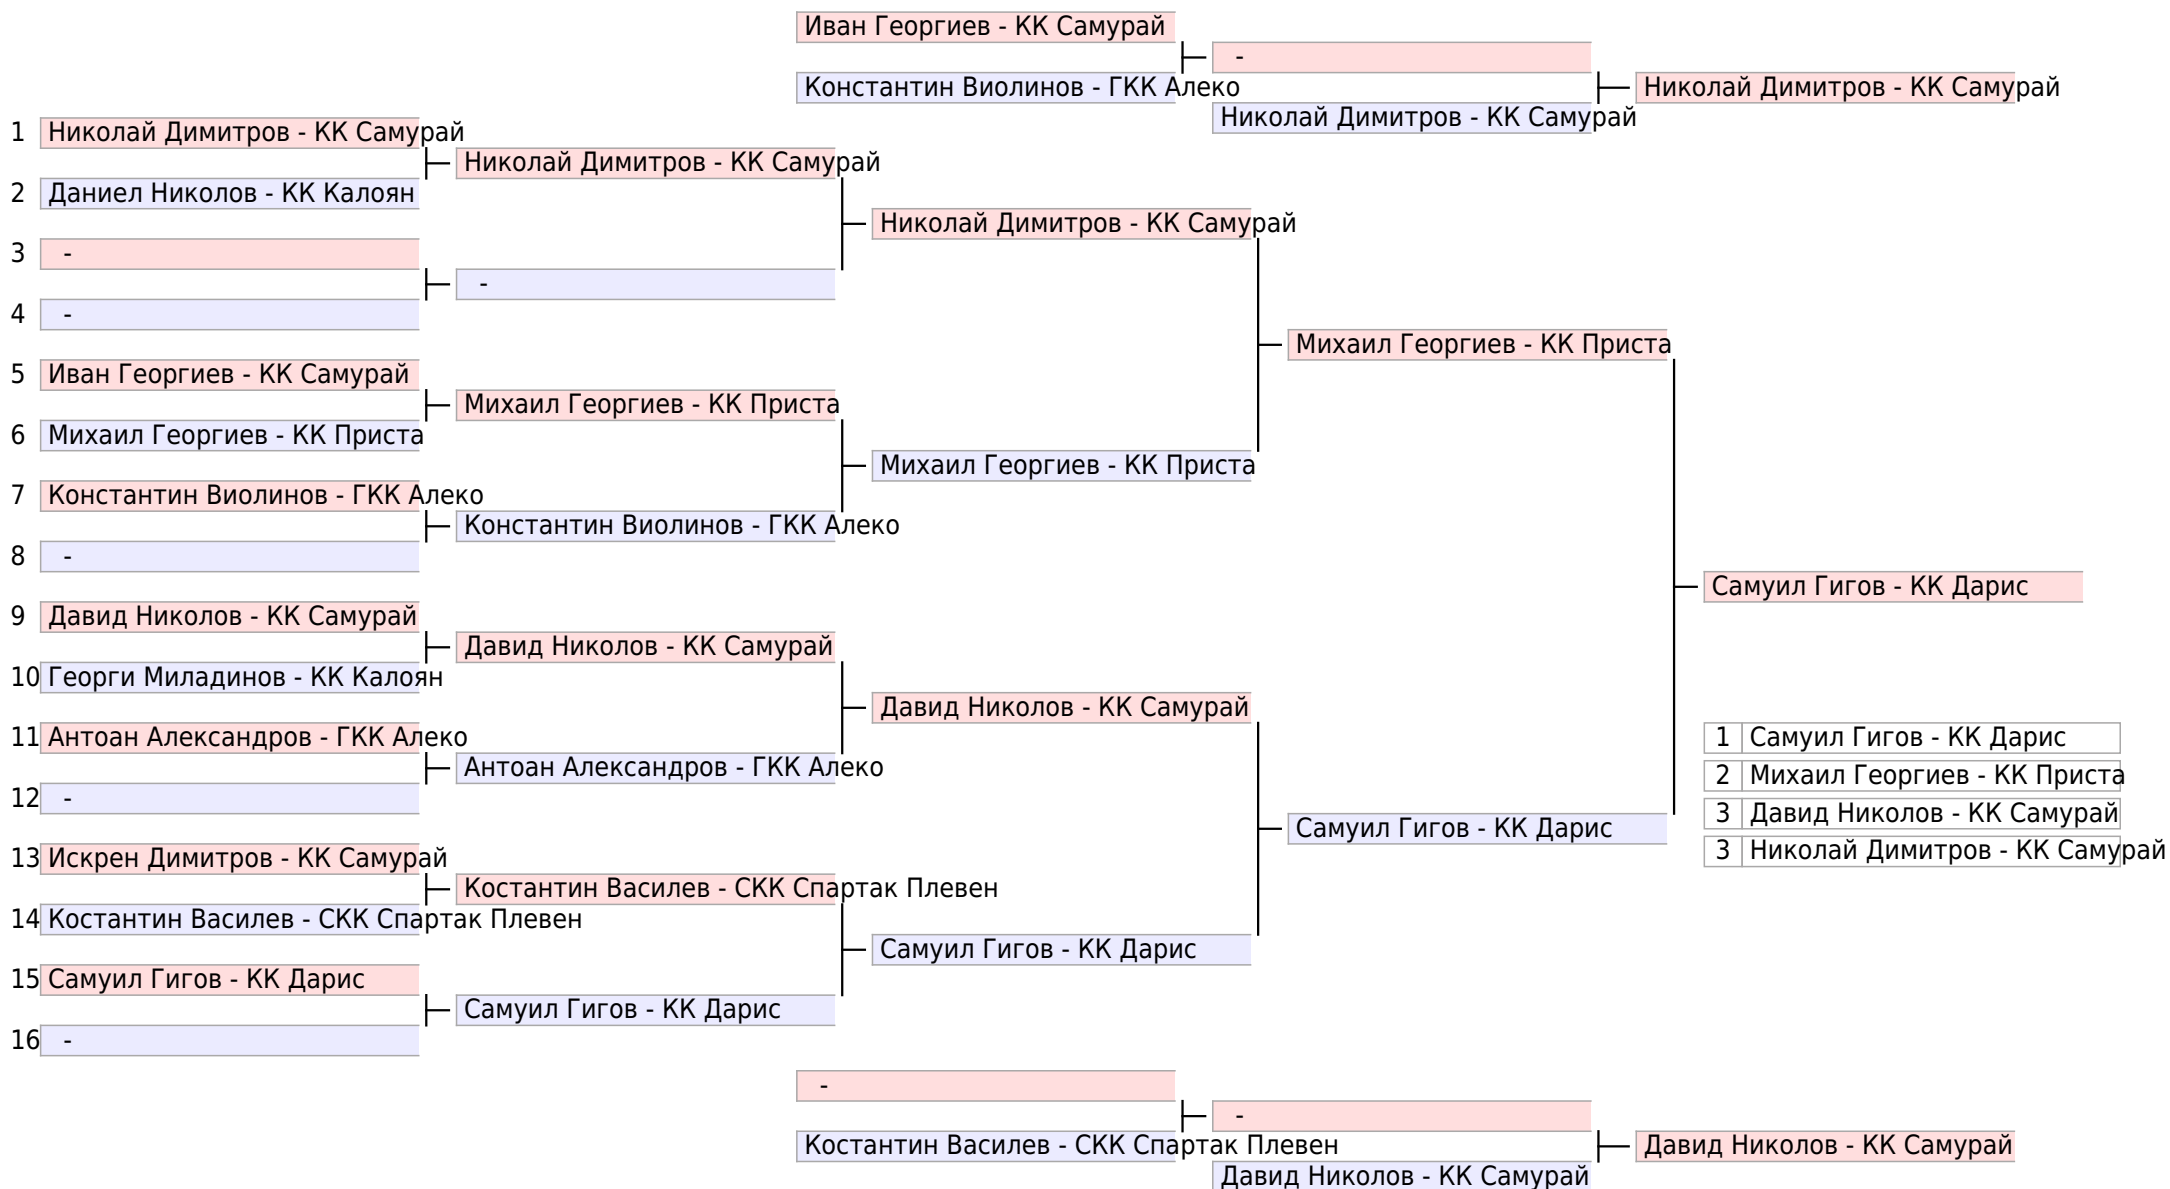 Иван Георгиев - КК Самурай
-
Константин Виолинов - ГКК Алеко
Николай Димитров - КК Самурай
Николай Димитров - КК Самурай
1 Николай Димитров - КК Самурай
Николай Димитров - КК Самурай
2 Даниел Николов - КК Калоян
Николай Димитров - КК Самурай
3 -
-
4 -
Михаил Георгиев - КК Приста
5 Иван Георгиев - КК Самурай
Михаил Георгиев - КК Приста
6 Михаил Георгиев - КК Приста
Михаил Георгиев - КК Приста
7 Константин Виолинов - ГКК Алеко
Константин Виолинов - ГКК Алеко
8 -
Самуил Гигов - КК Дарис
9 Давид Николов - КК Самурай
Давид Николов - КК Самурай
10 Георги Миладинов - КК Калоян
Давид Николов - КК Самурай
11 Антоан Александров - ГКК Алеко
Антоан Александров - ГКК Алеко
12 -
Самуил Гигов - КК Дарис
1 Самуил Гигов - КК Дарис
2 Михаил Георгиев - КК Приста
3 Давид Николов - КК Самурай
3 Николай Димитров - КК Самурай
13 Искрен Димитров - КК Самурай
Костантин Василев - СКК Спартак Плевен
14 Костантин Василев - СКК Спартак Плевен
Самуил Гигов - КК Дарис
15 Самуил Гигов - КК Дарис
Самуил Гигов - КК Дарис
16 -
-
-
Костантин Василев - СКК Спартак Плевен
Давид Николов - КК Самурай
Давид Николов - КК Самурай